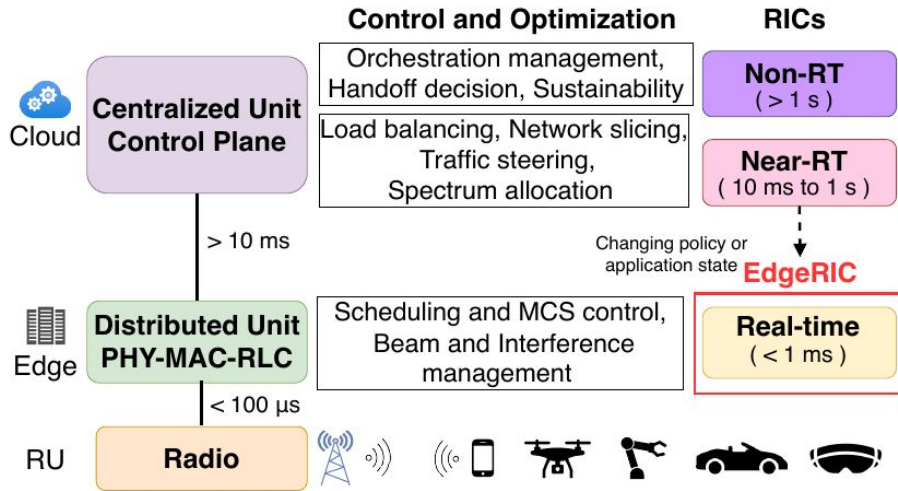 Control and Optimization
RICs
Cloud
Centralized Unit
Control Plane
Orchestration management,
Handoff decision, Sustainability
Non-RT
( > 1 s )
Load balancing, Network slicing,
Traffic steering,
Spectrum allocation
Near-RT
( 10 ms to 1 s )
> 10 ms
Changing policy or
application state
EdgeRIC
Edge
Distributed Unit
PHY-MAC-RLC
Scheduling and MCS control,
Beam and Interference
management
Real-time
( < 1 ms )
< 100 µs
RU
Radio